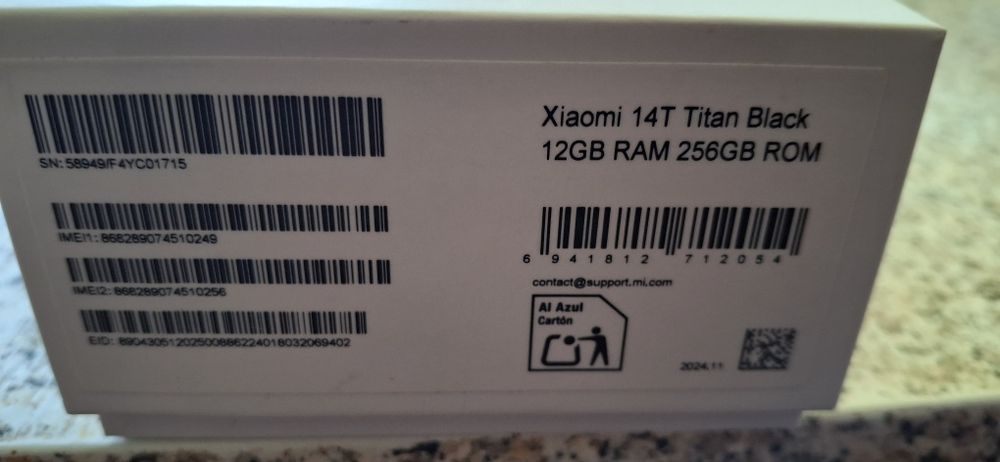 SN: 58949/F4YC01715
IMEI1: 868289074510249
IMEI2: 868289074510256
EID: 89043051202500886224018032069402
Xiaomi 14T Titan Black
12GB RAM 256GB ROM
6 941812 712054
contact@support.mi.com
Al Azul
Cartón
2024.11